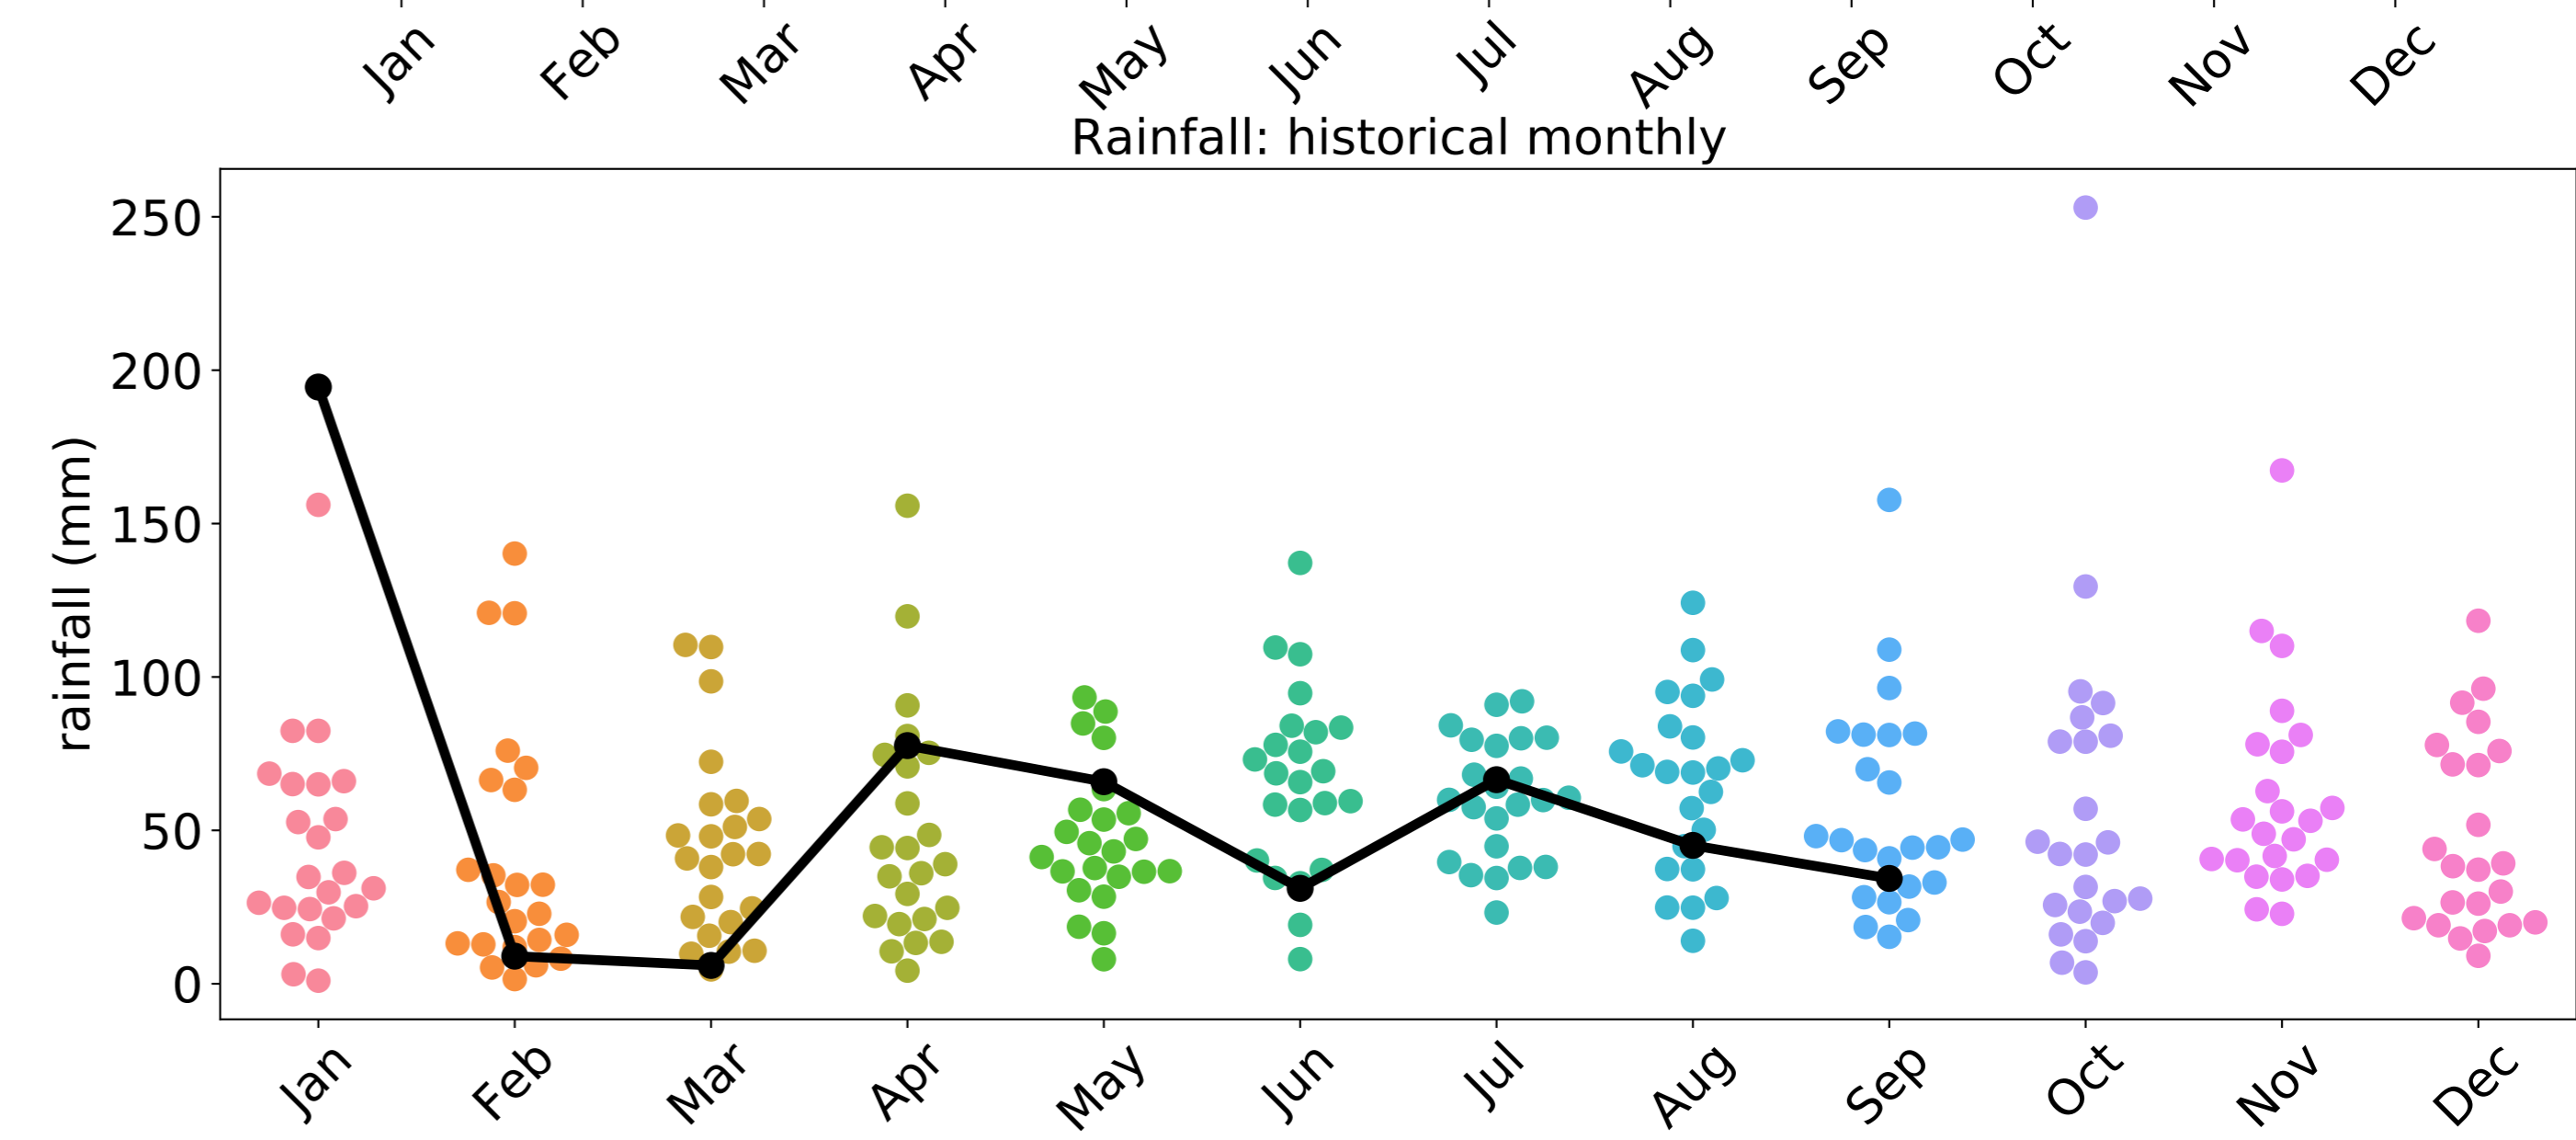 Jan Feb Mar Apr May Jun Jul Aug Sep Oct Nov Dec
Rainfall: historical monthly
250
200
150
100
50
0
rainfall (mm)
Jan Feb Mar Apr May Jun Jul Aug Sep Oct Nov Dec